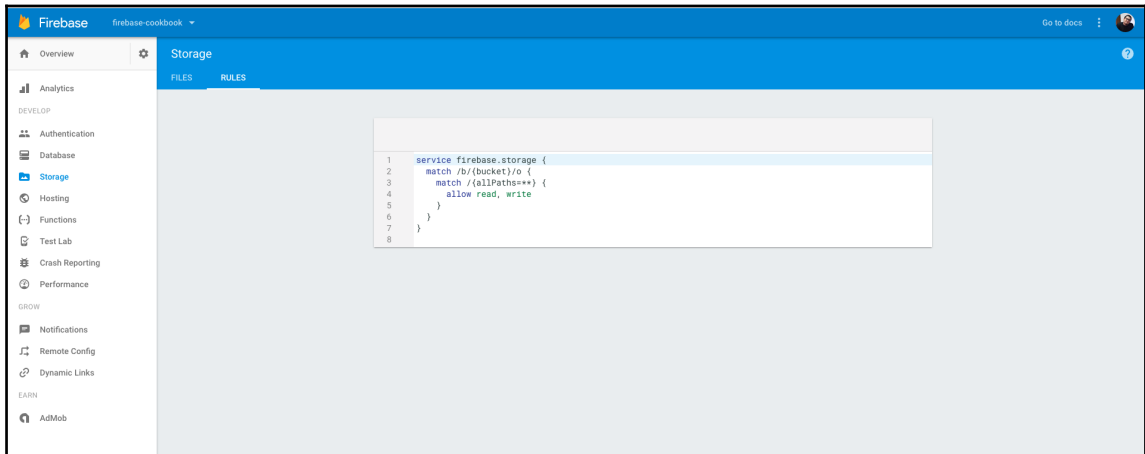 Firebase firebase-cookbook Go to docs
Overview
Storage
FILES RULES
Analytics
DEVELOP
Authentication
Database
Storage
Hosting
Functions
Test Lab
Crash Reporting
Performance
GROW
Notifications
Remote Config
Dynamic Links
EARN
AdMob
1 service firebase.storage {
2 match /b/{bucket}/o {
3 match /{allPaths=**} {
4 allow read, write
5 }
6 }
7 }
8